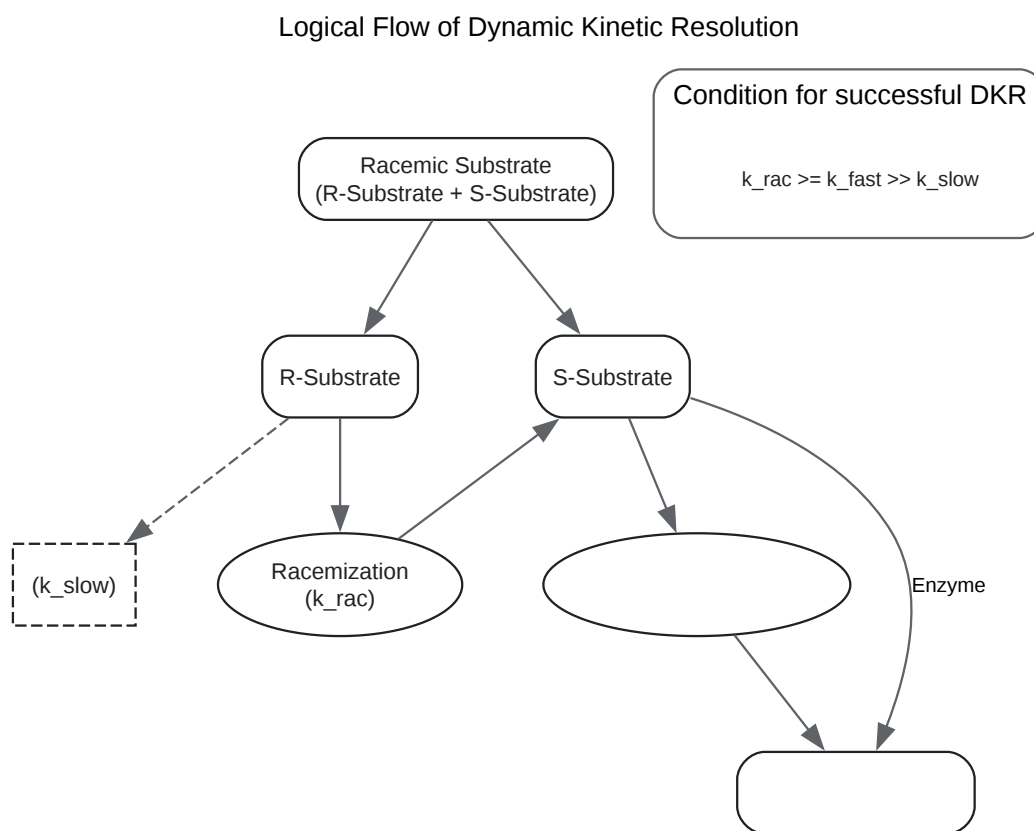 Logical Flow of Dynamic Kinetic Resolution
Condition for successful DKR
k_rac >= k_fast >> k_slow
Racemic Substrate
(R-Substrate + S-Substrate)
R-Substrate
S-Substrate
(k_slow)
Racemization
(k_rac)
Enzyme